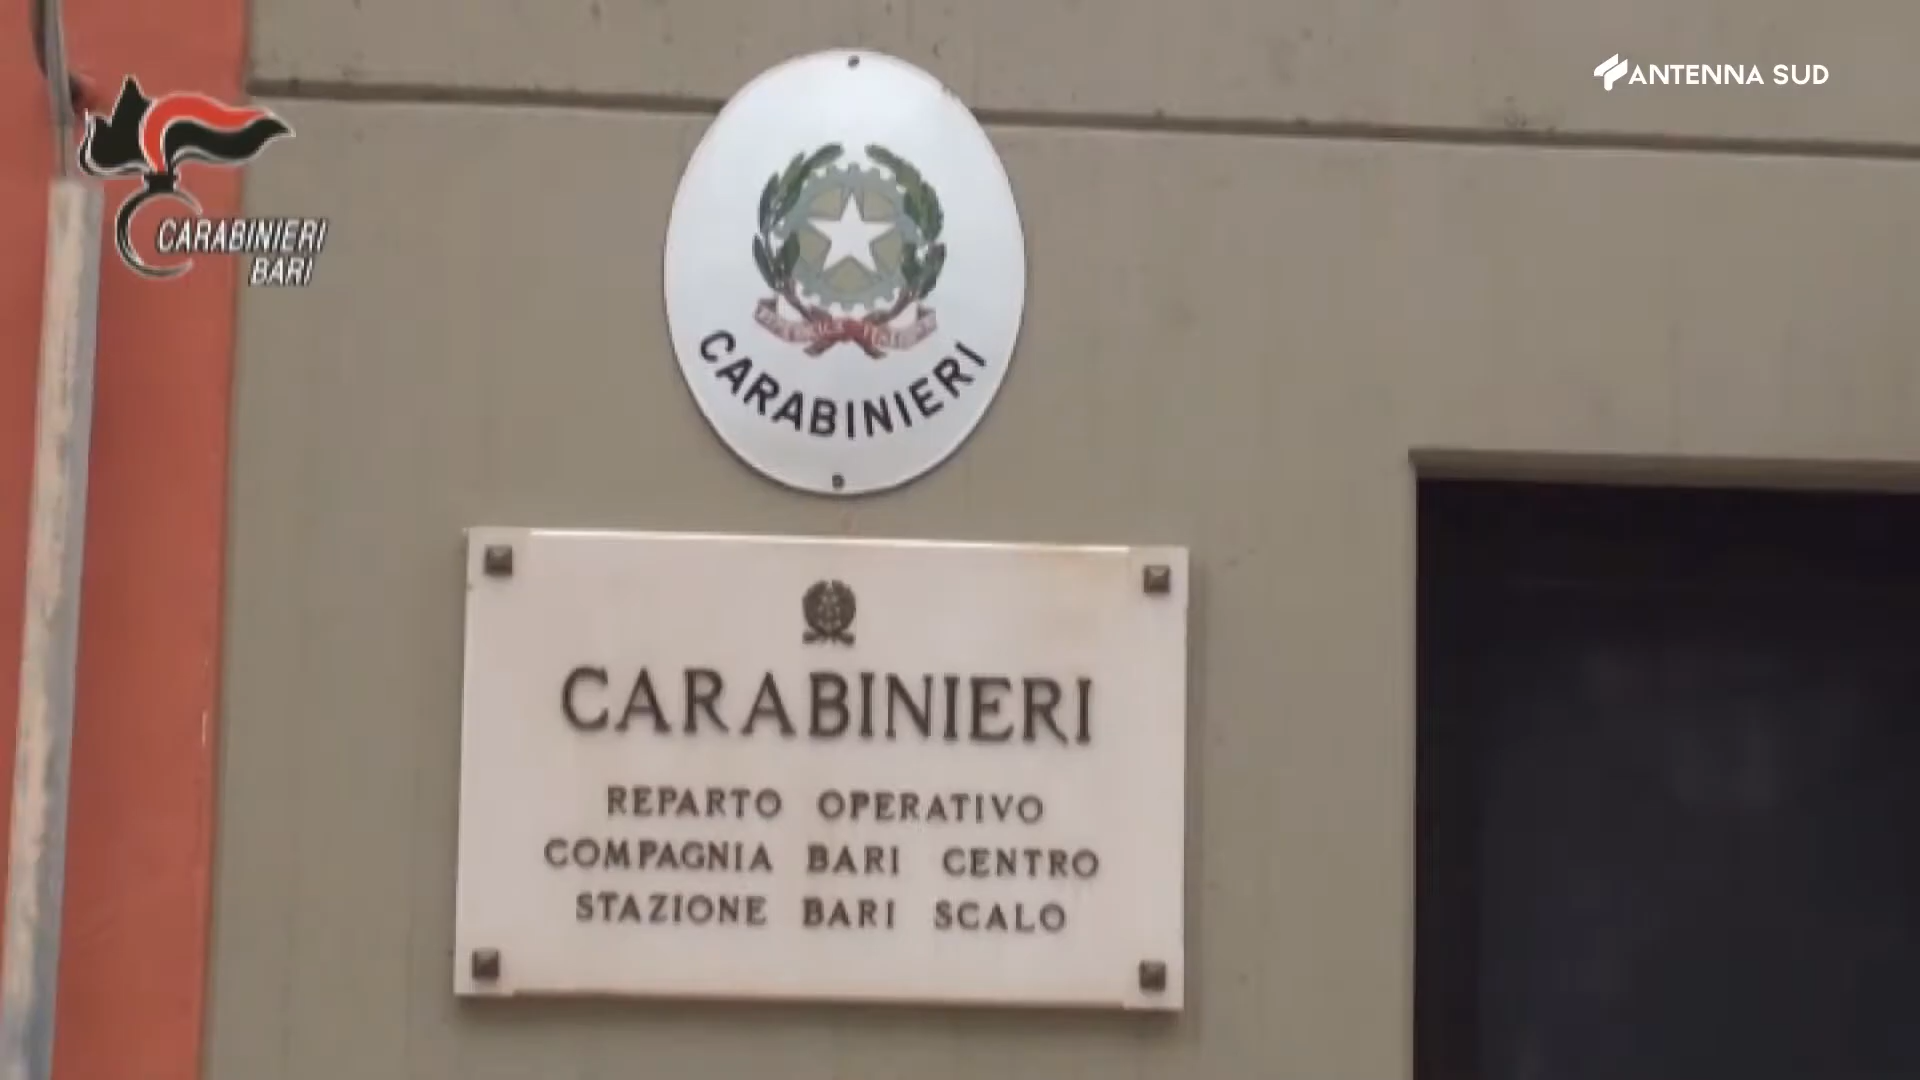 ANTENNA SUD
CARABINIERI
BARI
CARABINIERI
CARABINIERI
REPARTO OPERATIVO
COMPAGNIA BARI CENTRO
STAZIONE BARI SCALO